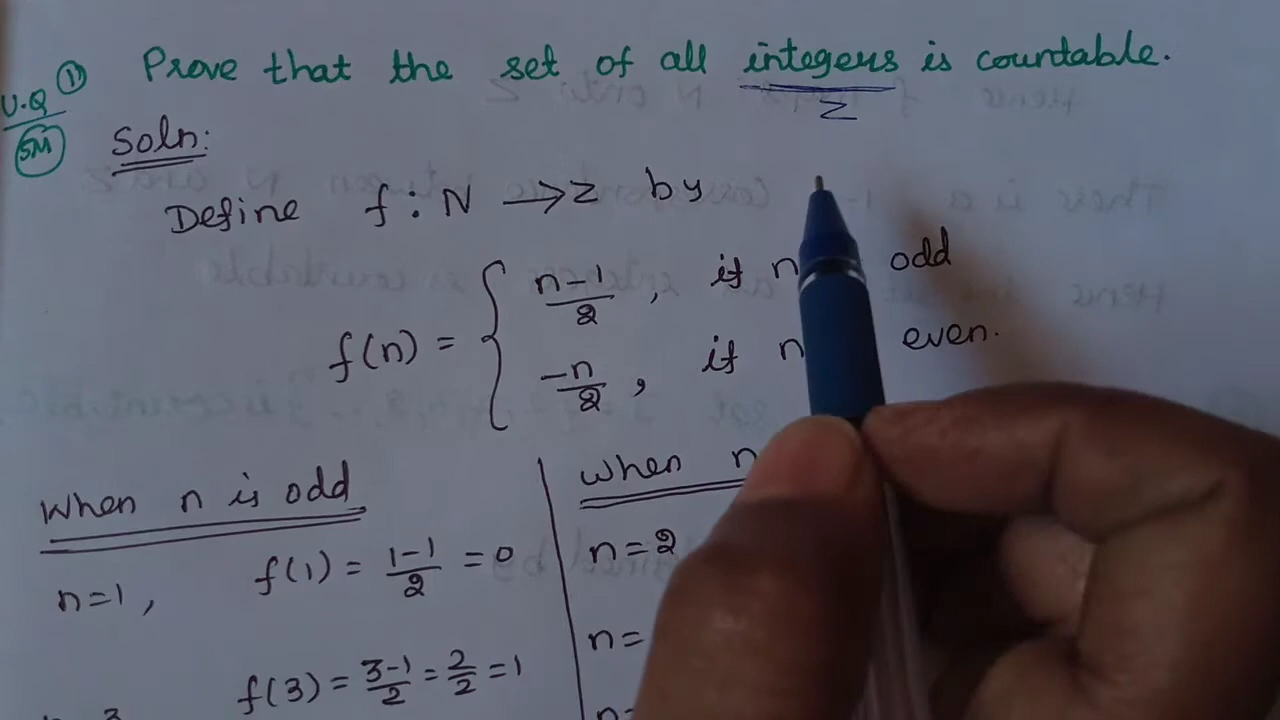 U.Q 1) Prove that the set of all integers is countable.
5M Z
Soln:
Define f : N → Z by
f(n) = { n-1/2 , if n odd
-n/2 , if n even.
When n is odd
n=1 , f(1) = 1-1/2 = 0
f(3) = 3-1/2 = 2/2 = 1
When n
n=2
n=